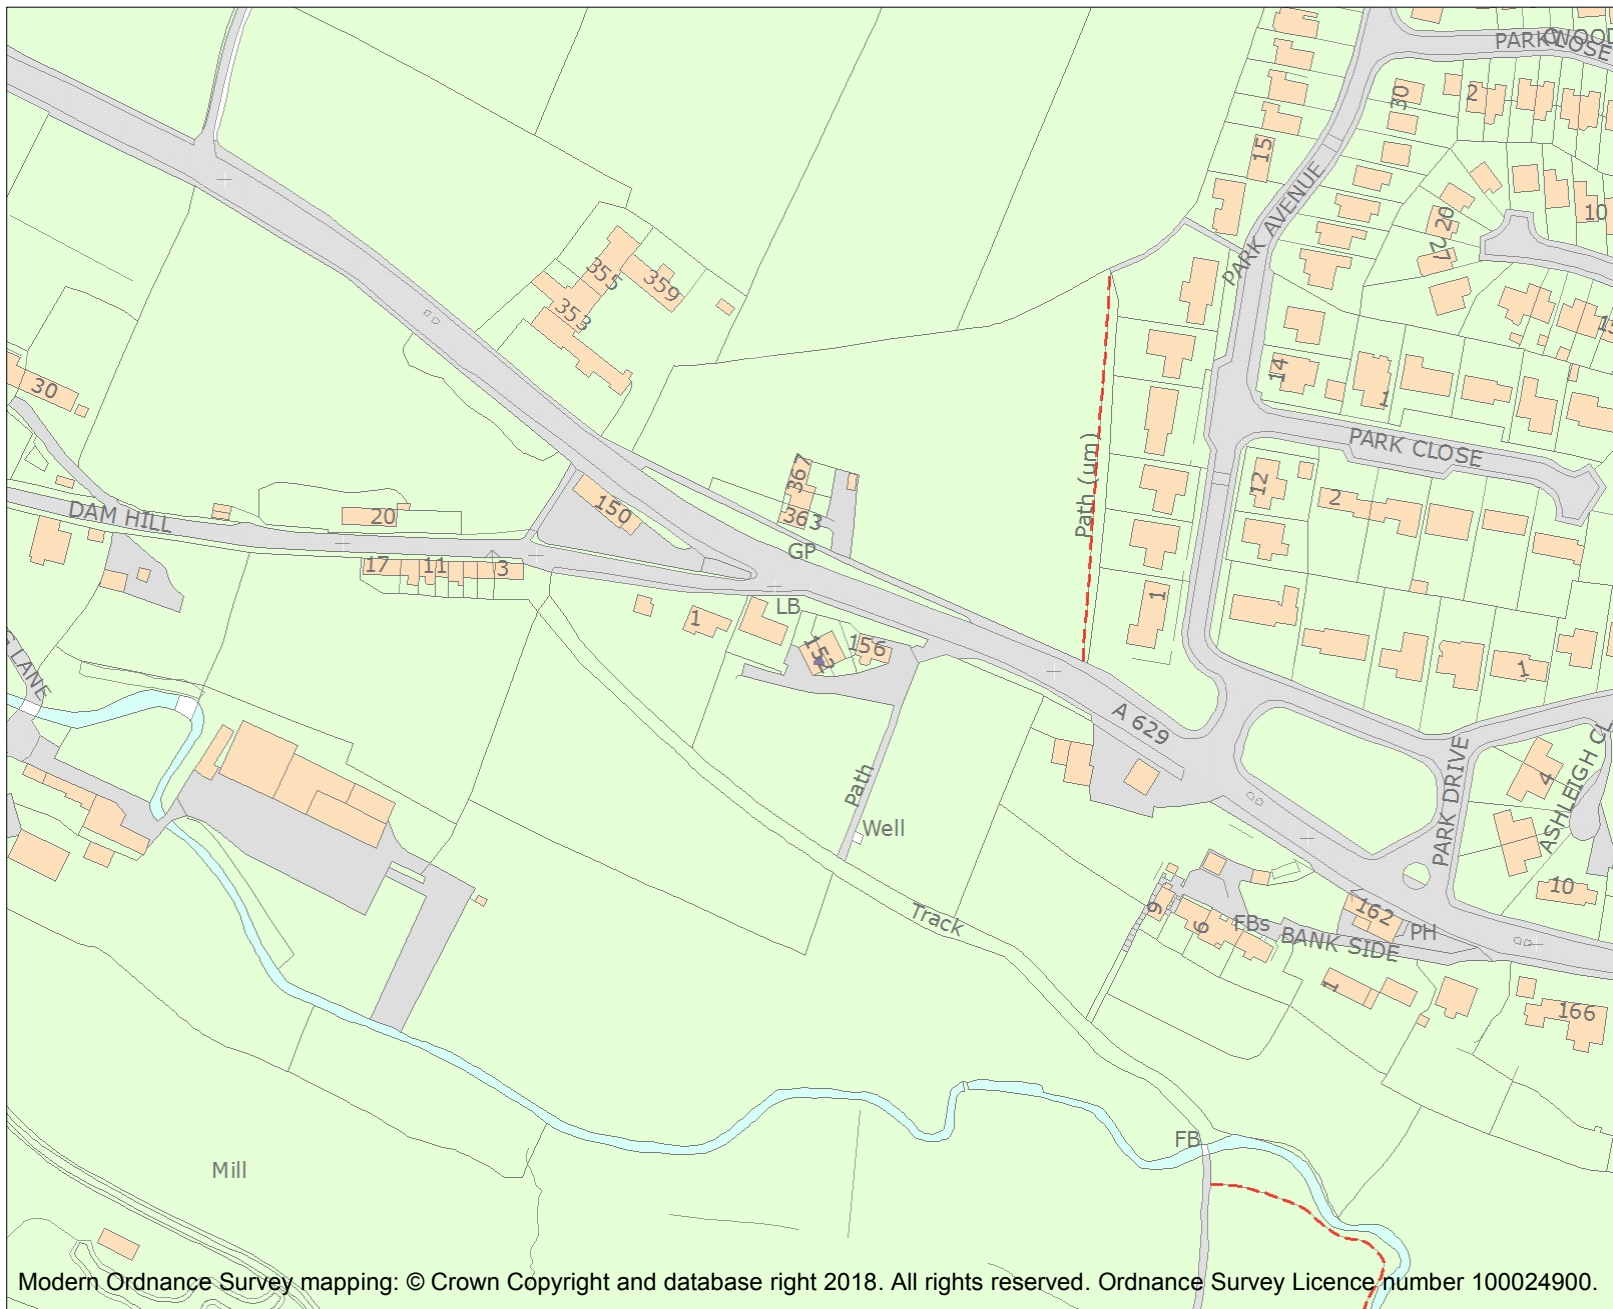 PARK CLOSE
30
2
15
10
PARK AVENUE
20
27
355
359
353
14
1
30
PARK CLOSE
367
Path (um)
12
2
150
363
DAM HILL
20
GP
17
11
3
LB
1
1
152
156
1
A 629
PARK DRIVE
4
ASHLEIGH CL
Path
Well
10
Track
9
6
FBs
162
PH
BANK SIDE
1
166
FB
Mill
Modern Ordnance Survey mapping: © Crown Copyright and database right 2018. All rights reserved. Ordnance Survey Licence number 100024900.